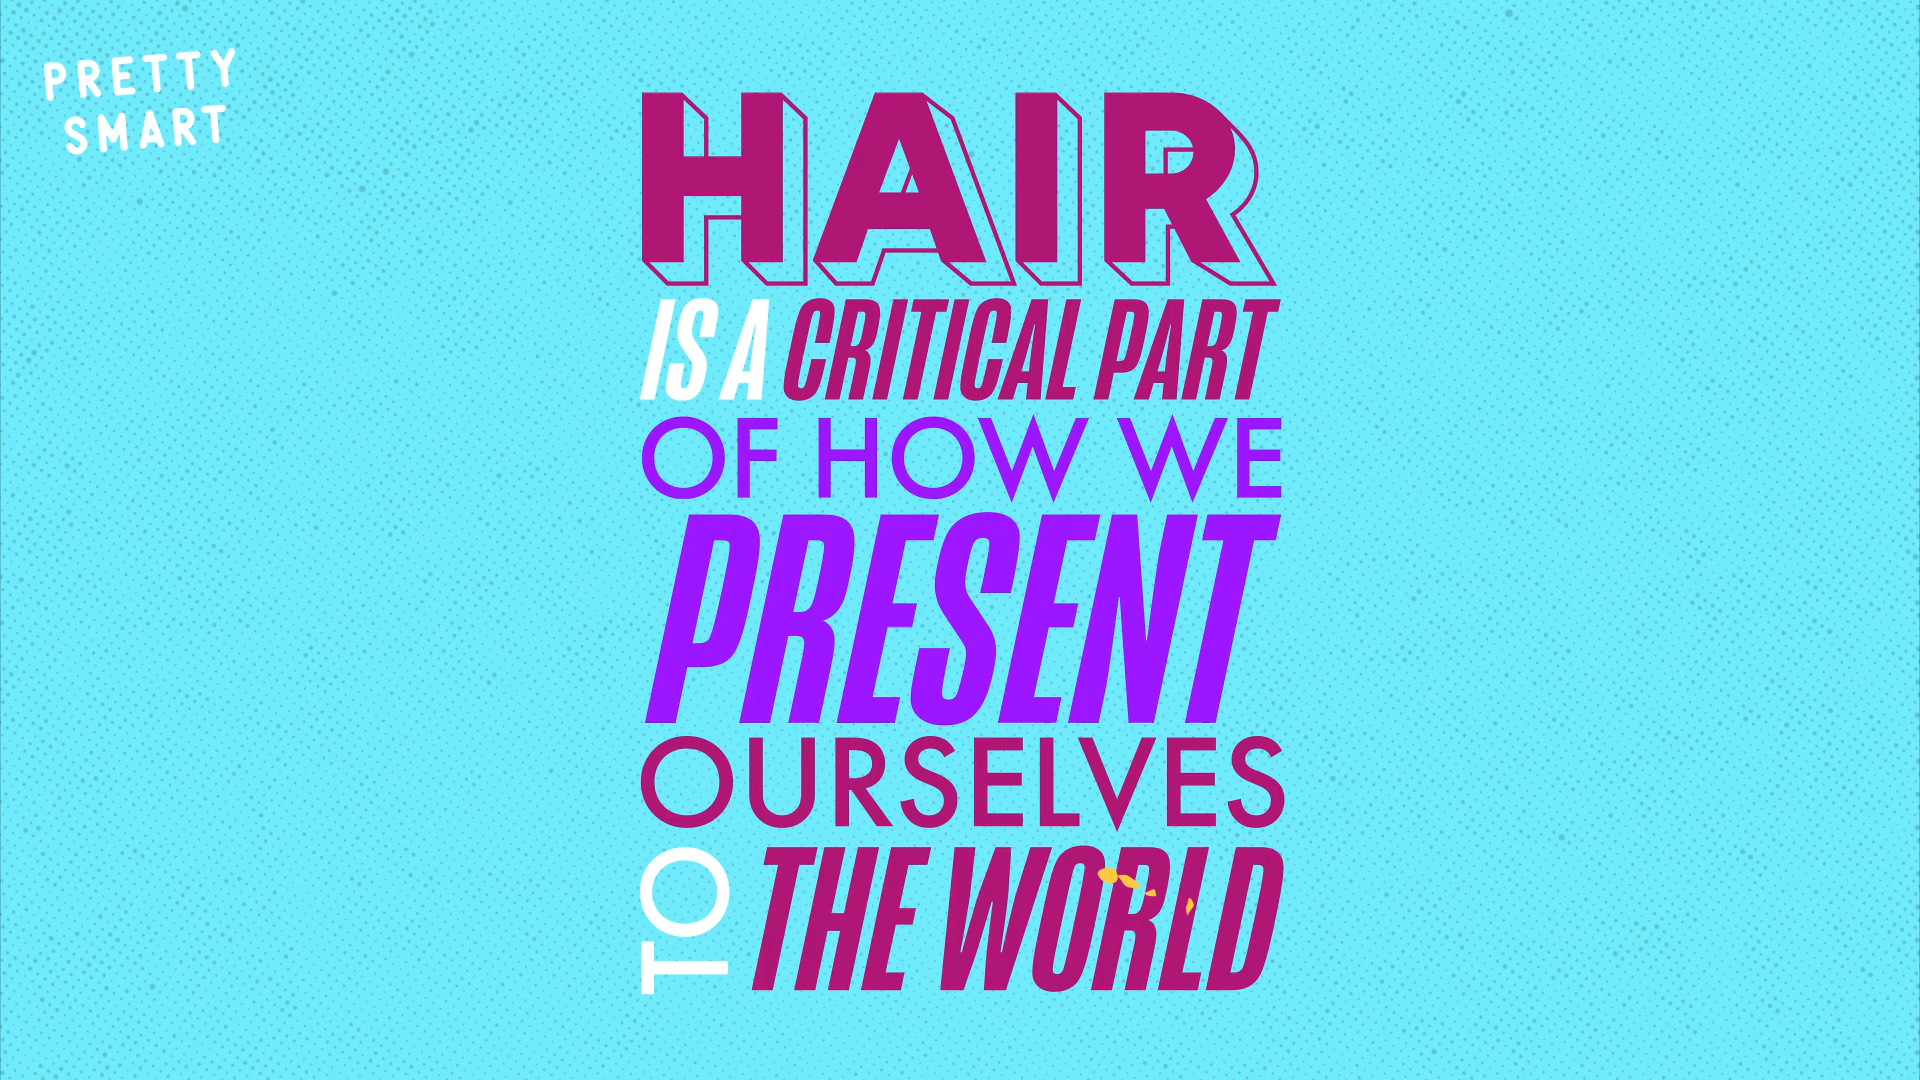 PRETTY
SMART
HAIR
IS A CRITICAL PART
OF HOW WE
PRESENT
OURSELVES
TO THE WORLD